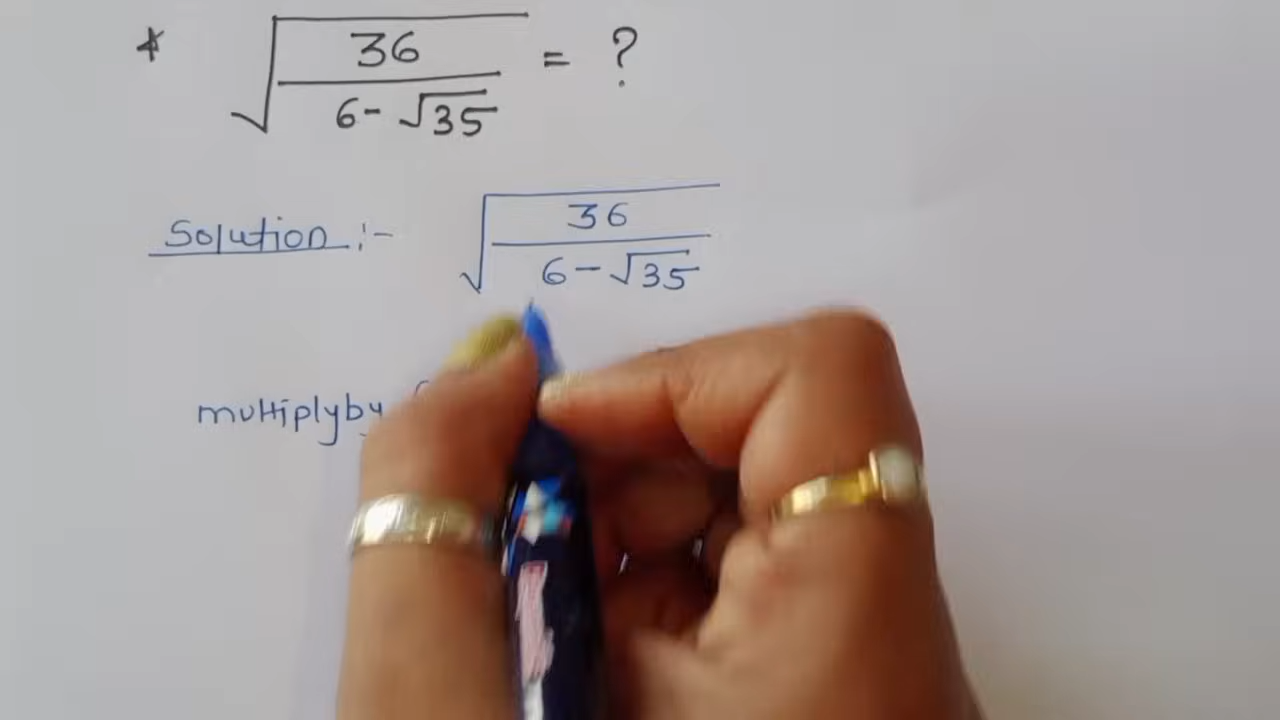 * √(36/(6-√35)) = ?
Solution :- √(36/(6-√35))
multiply by